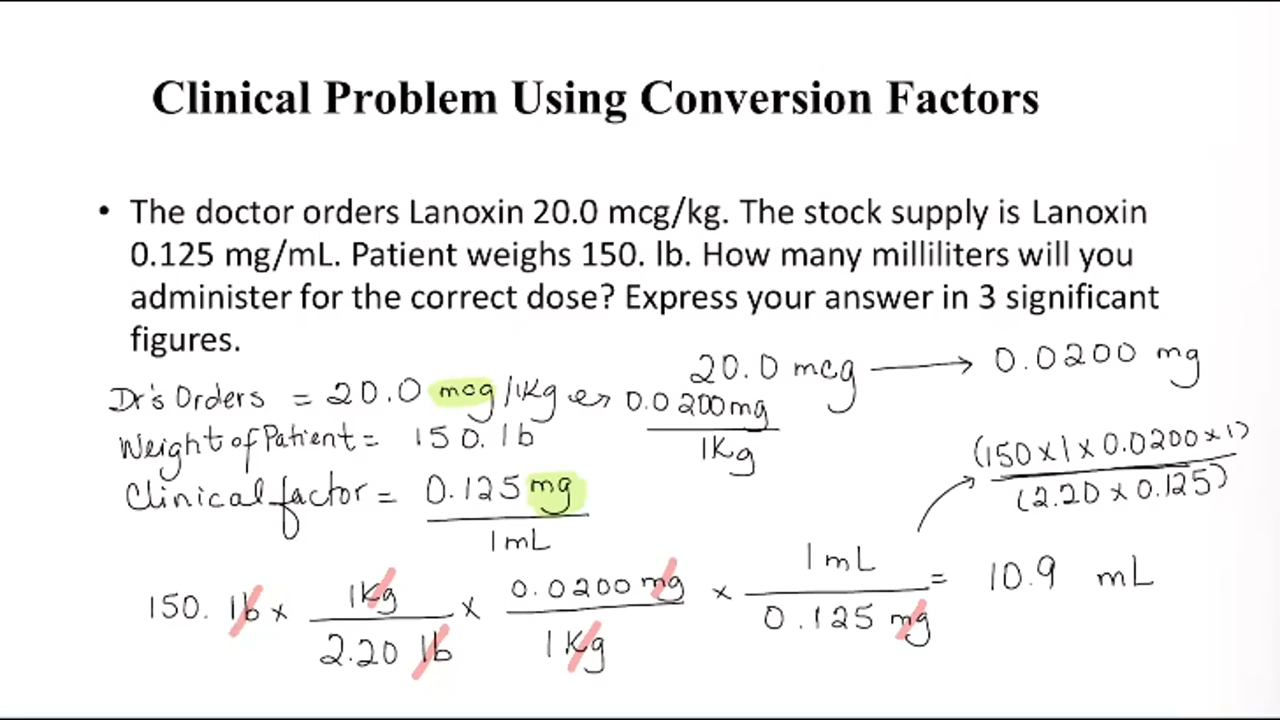 Clinical Problem Using Conversion Factors
• The doctor orders Lanoxin 20.0 mcg/kg. The stock supply is Lanoxin
0.125 mg/mL. Patient weighs 150. lb. How many milliliters will you
administer for the correct dose? Express your answer in 3 significant
figures.
20.0 mcg → 0.0200 mg
Dr's Orders = 20.0 mcg/1Kg 0.0200mg
1Kg
Weight of Patient = 150. lb
(150 x 1 x 0.0200 x 1)
(2.20 x 0.125)
Clinical factor = 0.125 mg
1mL
150. lb x 1Kg x 0.0200 mg x 1mL = 10.9 mL
2.20 lb 1Kg 0.125 mg